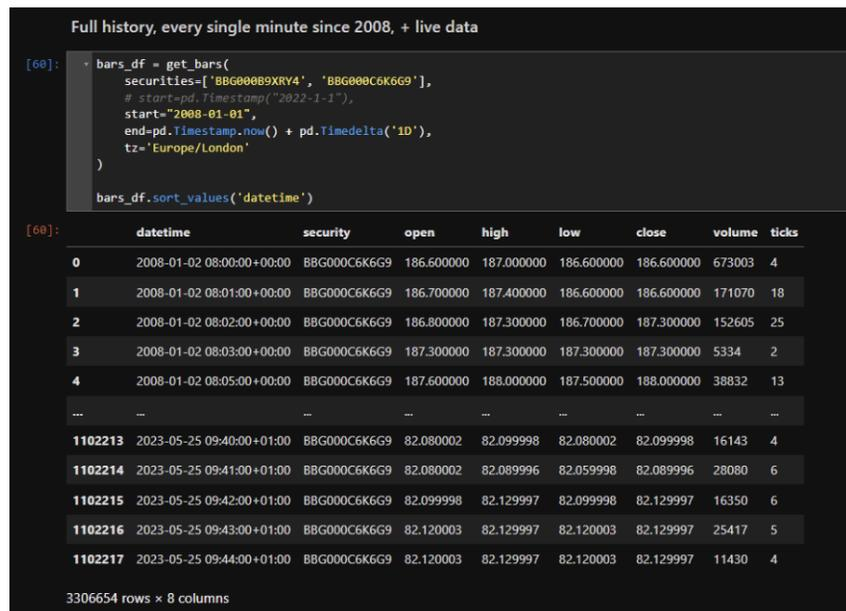 Full history, every single minute since 2008, + live data
[60]: bars_df = get_bars(
securities=['BBG000B9XRY4', 'BBG000C6K6G9'],
# start=pd.Timestamp("2022-1-1"),
start="2008-01-01",
end=pd.Timestamp.now() + pd.Timedelta('1D'),
tz='Europe/London'
)
bars_df.sort_values('datetime')
[60]: datetime security open high low close volume ticks
0 2008-01-02 08:00:00+00:00 BBG000C6K6G9 186.600000 187.000000 186.600000 186.600000 673003 4
1 2008-01-02 08:01:00+00:00 BBG000C6K6G9 186.700000 187.400000 186.600000 186.600000 171070 18
2 2008-01-02 08:02:00+00:00 BBG000C6K6G9 186.800000 187.300000 186.700000 187.300000 152605 25
3 2008-01-02 08:03:00+00:00 BBG000C6K6G9 187.300000 187.300000 187.300000 187.300000 5334 2
4 2008-01-02 08:05:00+00:00 BBG000C6K6G9 187.600000 188.000000 187.500000 188.000000 38832 13
... ... ... ... ... ... ... ... ...
1102213 2023-05-25 09:40:00+01:00 BBG000C6K6G9 82.080002 82.099998 82.080002 82.099998 16143 4
1102214 2023-05-25 09:41:00+01:00 BBG000C6K6G9 82.080002 82.089996 82.059998 82.089996 28080 6
1102215 2023-05-25 09:42:00+01:00 BBG000C6K6G9 82.099998 82.129997 82.099998 82.129997 16350 6
1102216 2023-05-25 09:43:00+01:00 BBG000C6K6G9 82.120003 82.129997 82.120003 82.129997 25417 5
1102217 2023-05-25 09:44:00+01:00 BBG000C6K6G9 82.120003 82.129997 82.120003 82.129997 11430 4
3306654 rows × 8 columns